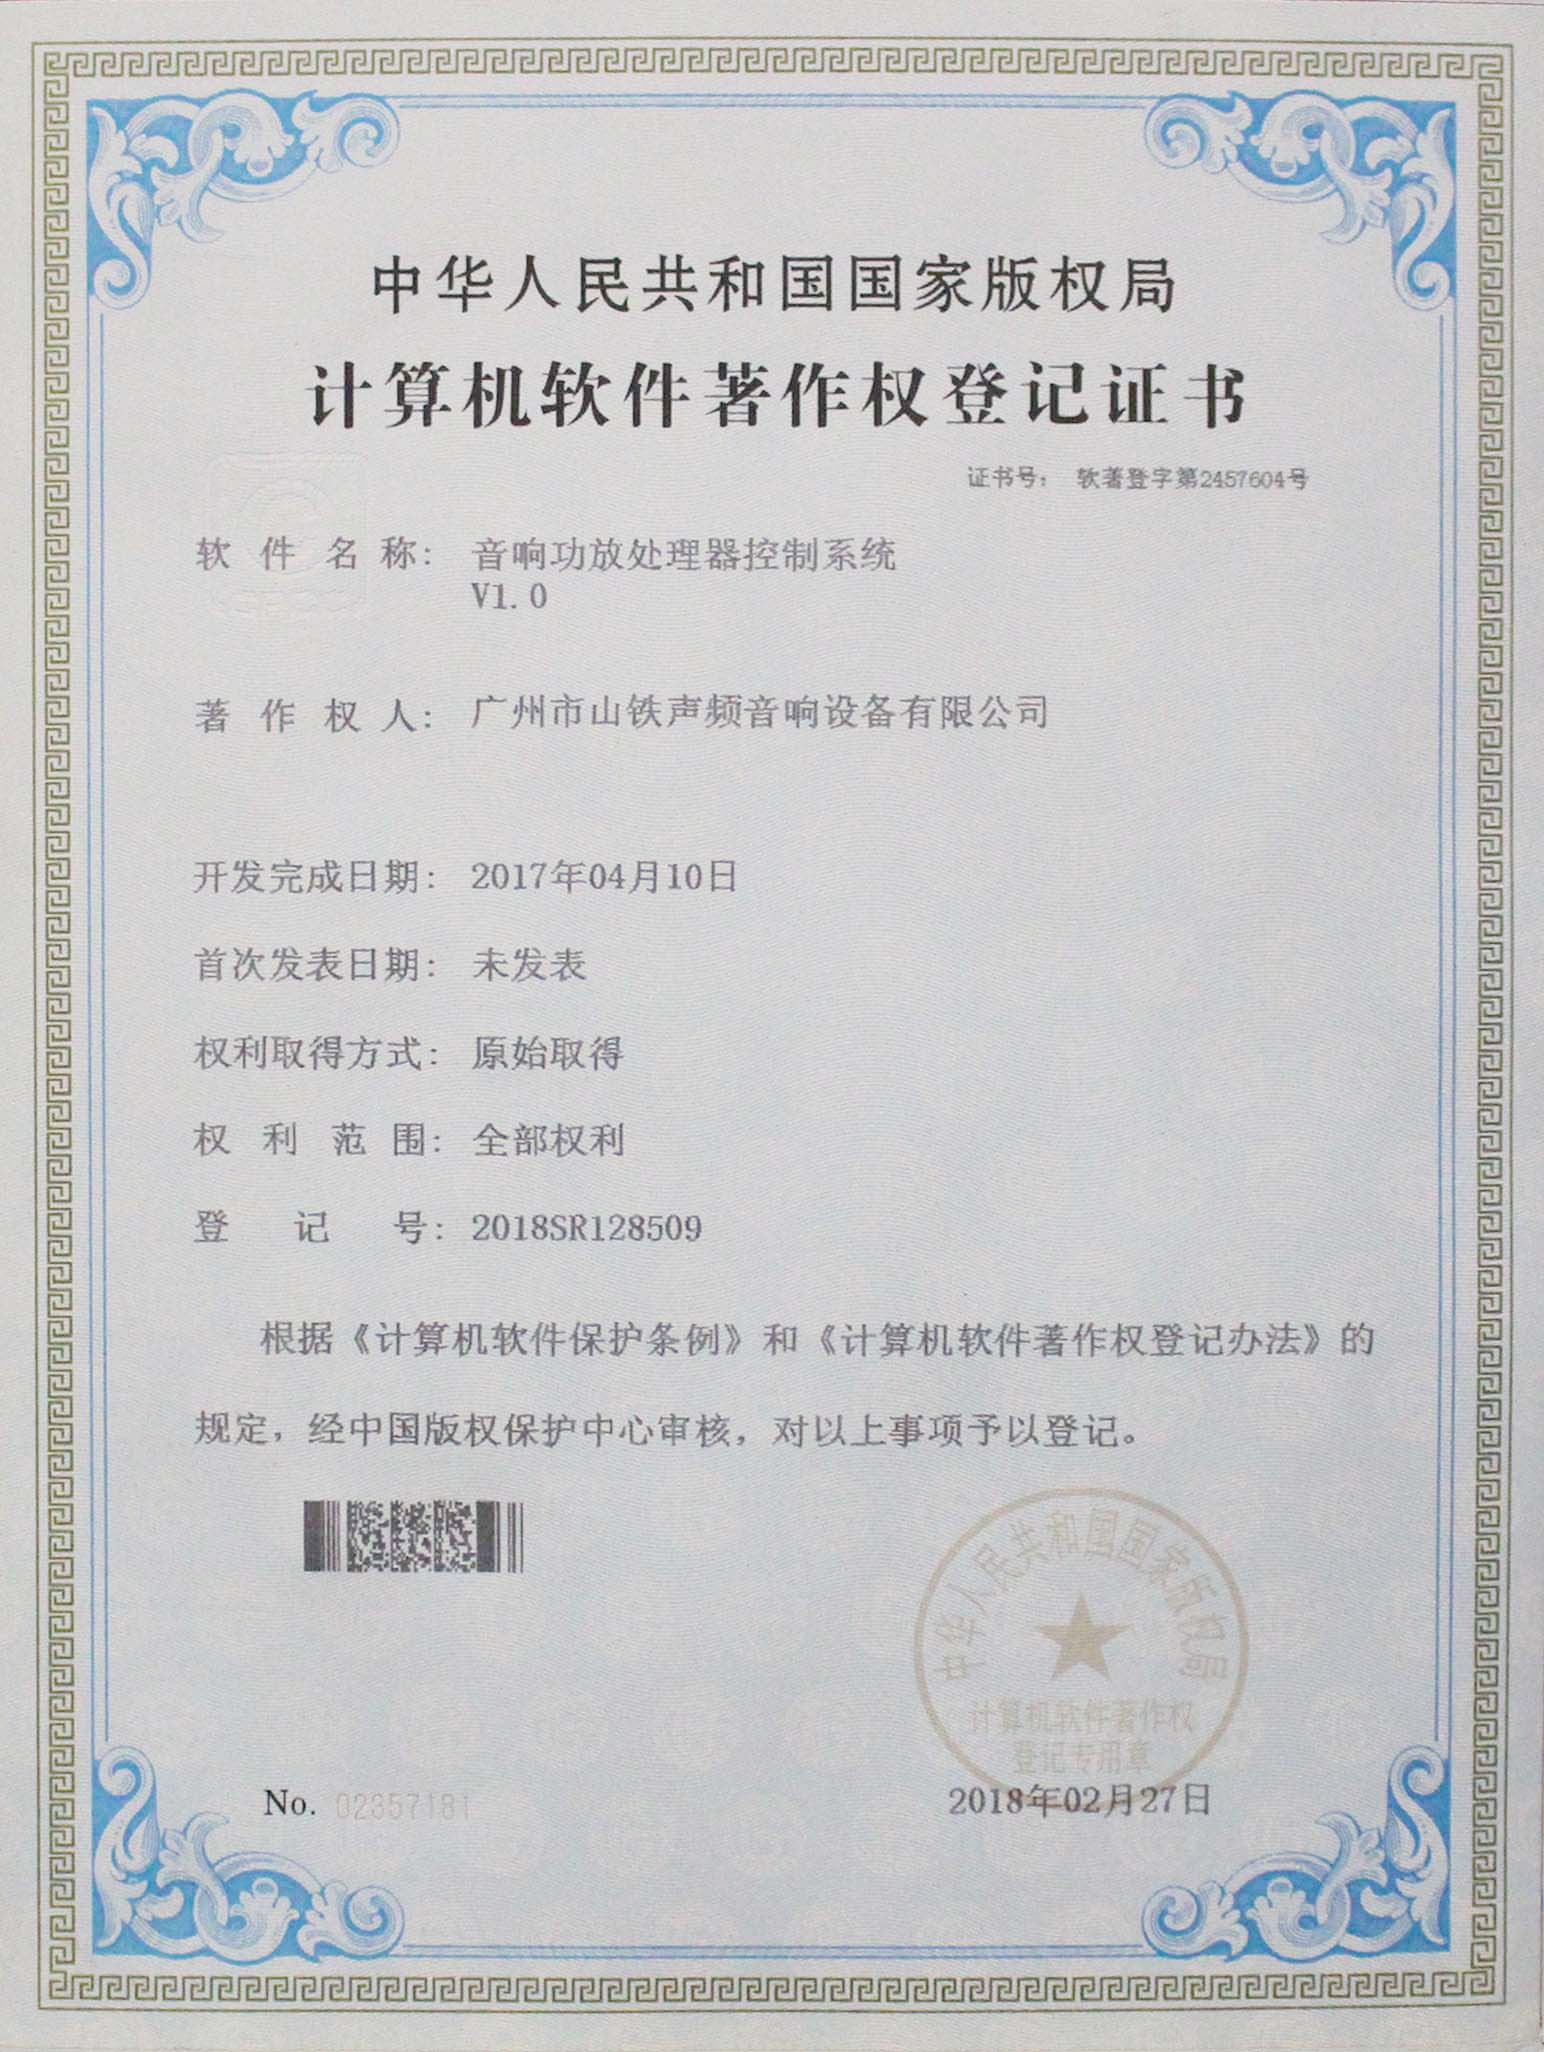 中华人民共和国国家版权局
计算机软件著作权登记证书
证书号： 软著登字第2457604号
软件名称： 音响功放处理器控制系统
V1.0
著作权人： 广州市山铁声频音响设备有限公司
开发完成日期： 2017年04月10日
首次发表日期： 未发表
权利取得方式： 原始取得
权利范围： 全部权利
登记号： 2018SR128509
根据《计算机软件保护条例》和《计算机软件著作权登记办法》的
规定，经中国版权保护中心审核，对以上事项予以登记。
中华人民共和国国家版权局
计算机软件著作权
登记专用章
No. 02357181
2018年02月27日